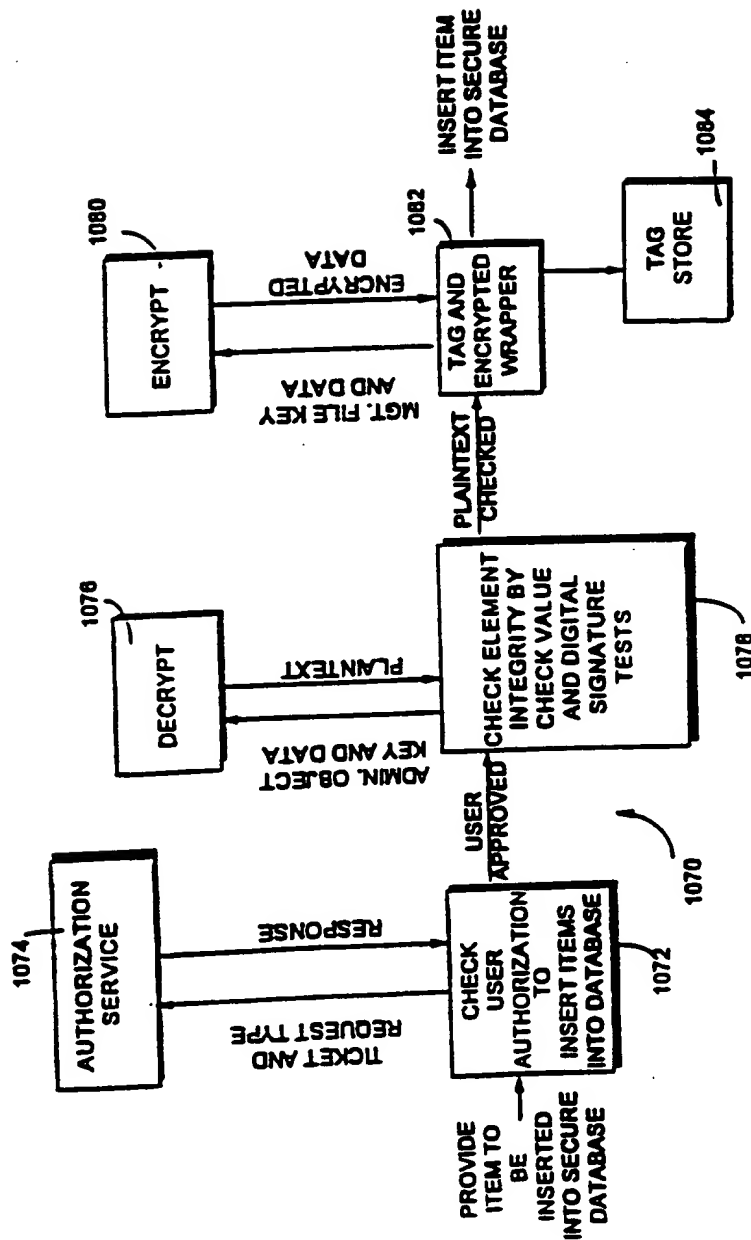 1074
AUTHORIZATION
SERVICE
TICKET AND
REQUEST TYPE
RESPONSE
PROVIDE
ITEM TO
BE
INSERTED
INTO SECURE
DATABASE
CHECK
USER
AUTHORIZATION
TO
INSERT ITEMS
INTO DATABASE
1072
USER
APPROVED
1070
1076
DECRYPT
ADMIN. OBJECT
KEY AND DATA
PLAINTEXT
CHECK ELEMENT
INTEGRITY BY
CHECK VALUE
AND DIGITAL
SIGNATURE
TESTS
1078
PLAINTEXT
CHECKED
1080
ENCRYPT
MGT. FILE KEY
AND DATA
ENCRYPTED
DATA
1082
TAG AND
ENCRYPTED
WRAPPER
INSERT ITEM
INTO SECURE
DATABASE
TAG
STORE
1084